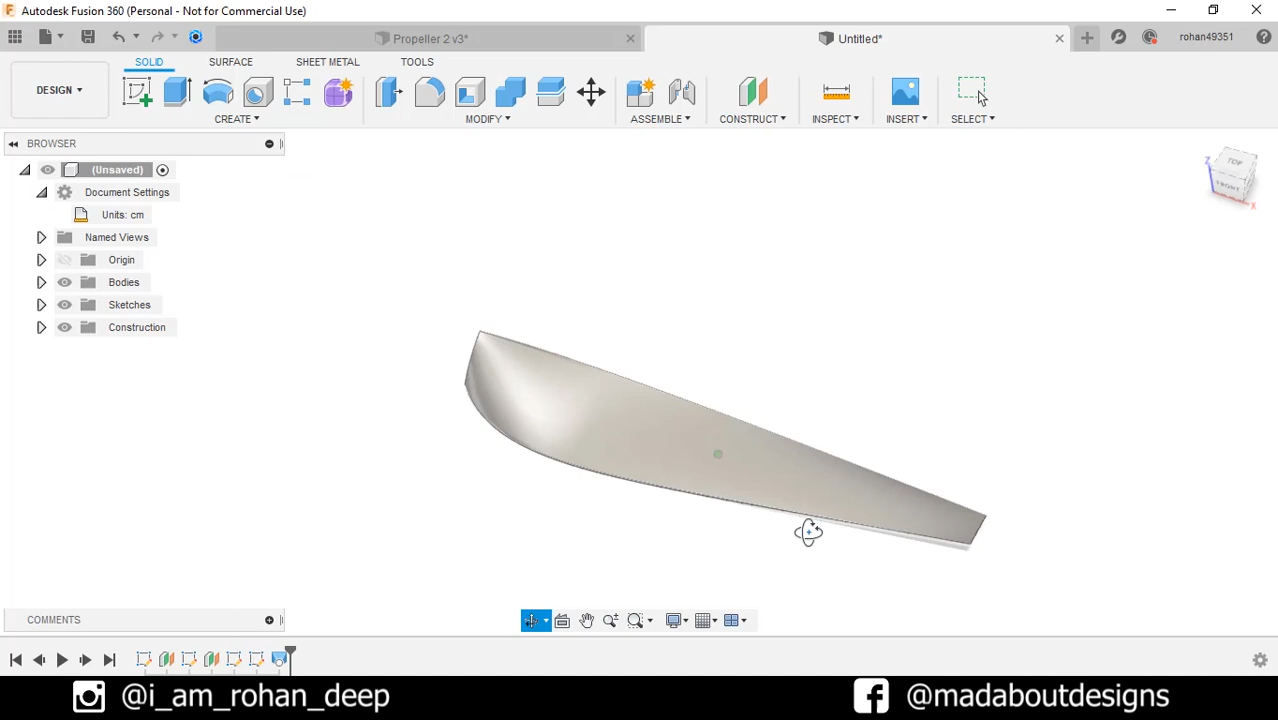 Autodesk Fusion 360 (Personal - Not for Commercial Use)
Propeller 2 v3*
Untitled*
rohan49351
SOLID
SURFACE
SHEET METAL
TOOLS
DESIGN
CREATE
MODIFY
ASSEMBLE
CONSTRUCT
INSPECT
INSERT
SELECT
BROWSER
(Unsaved)
Document Settings
Units: cm
Named Views
Origin
Bodies
Sketches
Construction
TOP
FRONT
Z
X
COMMENTS
@i_am_rohan_deep
@madaboutdesigns